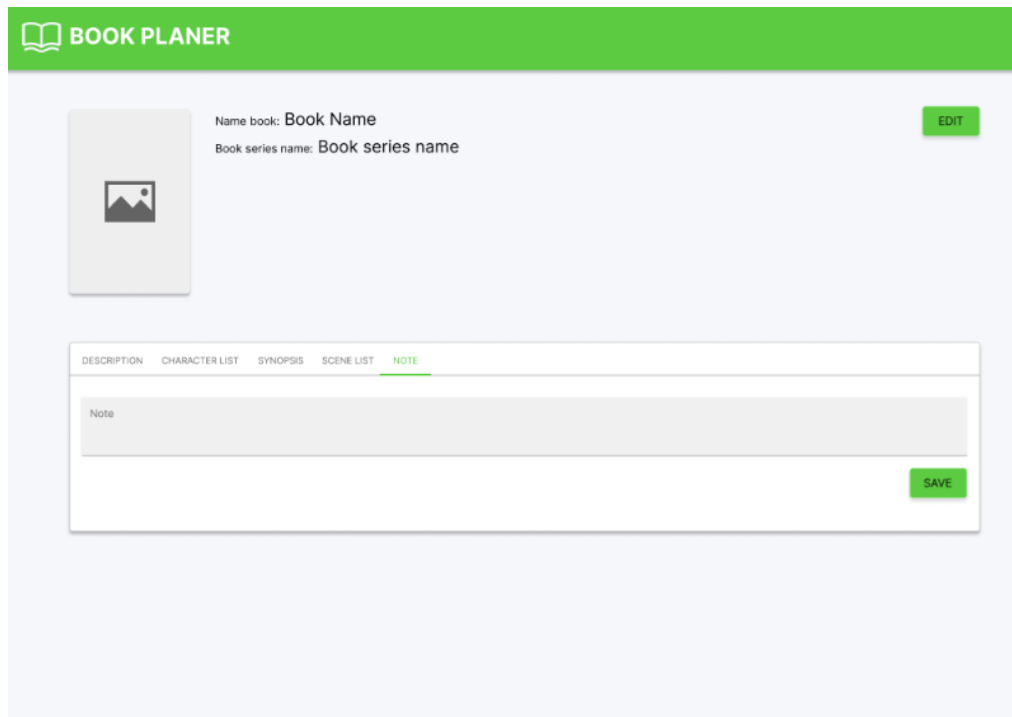 BOOK PLANER
Name book: Book Name
EDIT
Book series name: Book series name
DESCRIPTION CHARACTER LIST SYNOPSIS SCENE LIST NOTE
Note
SAVE